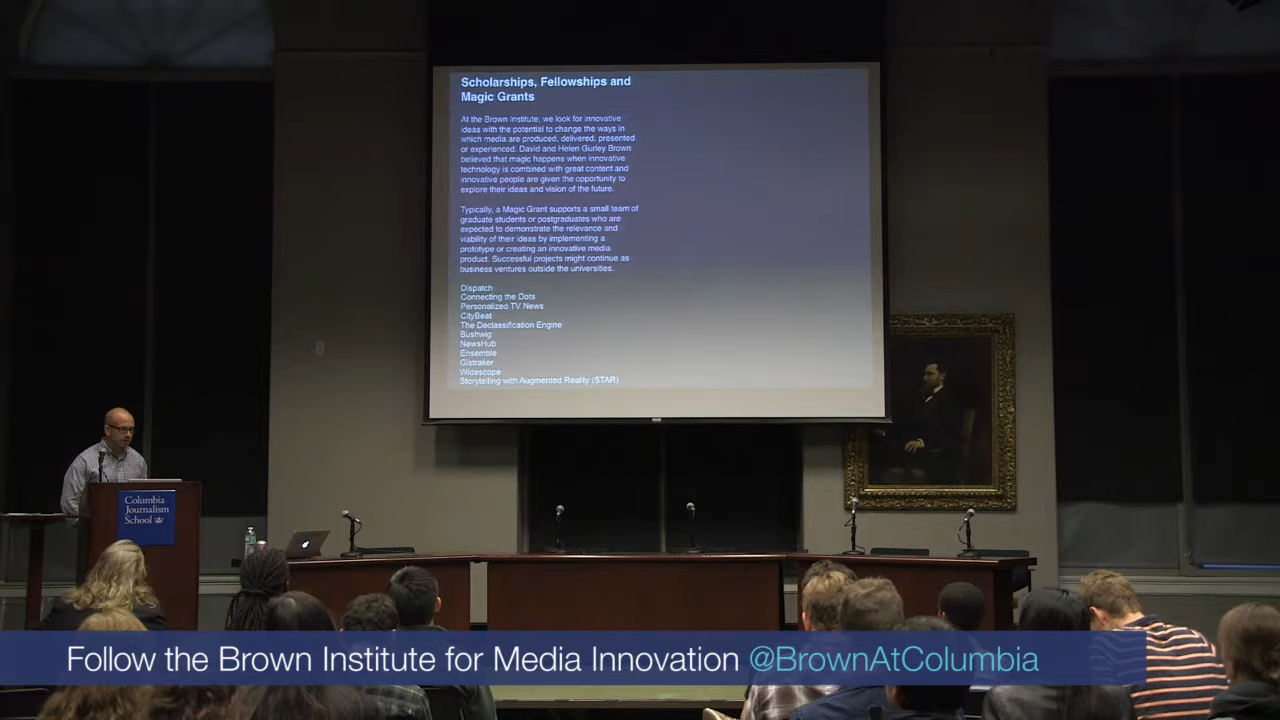 Scholarships, Fellowships and
Magic Grants
At the Brown Institute, we look for innovative
ideas with the potential to change the ways in
which media are produced, delivered, presented
or experienced. David and Helen Gurley Brown
believed that magic happens when innovative
technology is combined with great content and
innovative people are given the opportunity to
explore their ideas and vision of the future.
Typically, a Magic Grant supports a small team of
graduate students or postgraduates who are
expected to demonstrate the relevance and
viability of their ideas by implementing a
prototype or creating an innovative media
product. Successful projects might continue as
business ventures outside the universities.
Dispatch
Connecting the Dots
Personalized TV News
CityBeat
The Declassification Engine
Bushwig
NewsHub
Ensemble
Gistraker
Widescope
Storytelling with Augmented Reality (STAR)
Columbia
Journalism
School
Follow the Brown Institute for Media Innovation @BrownAtColumbia